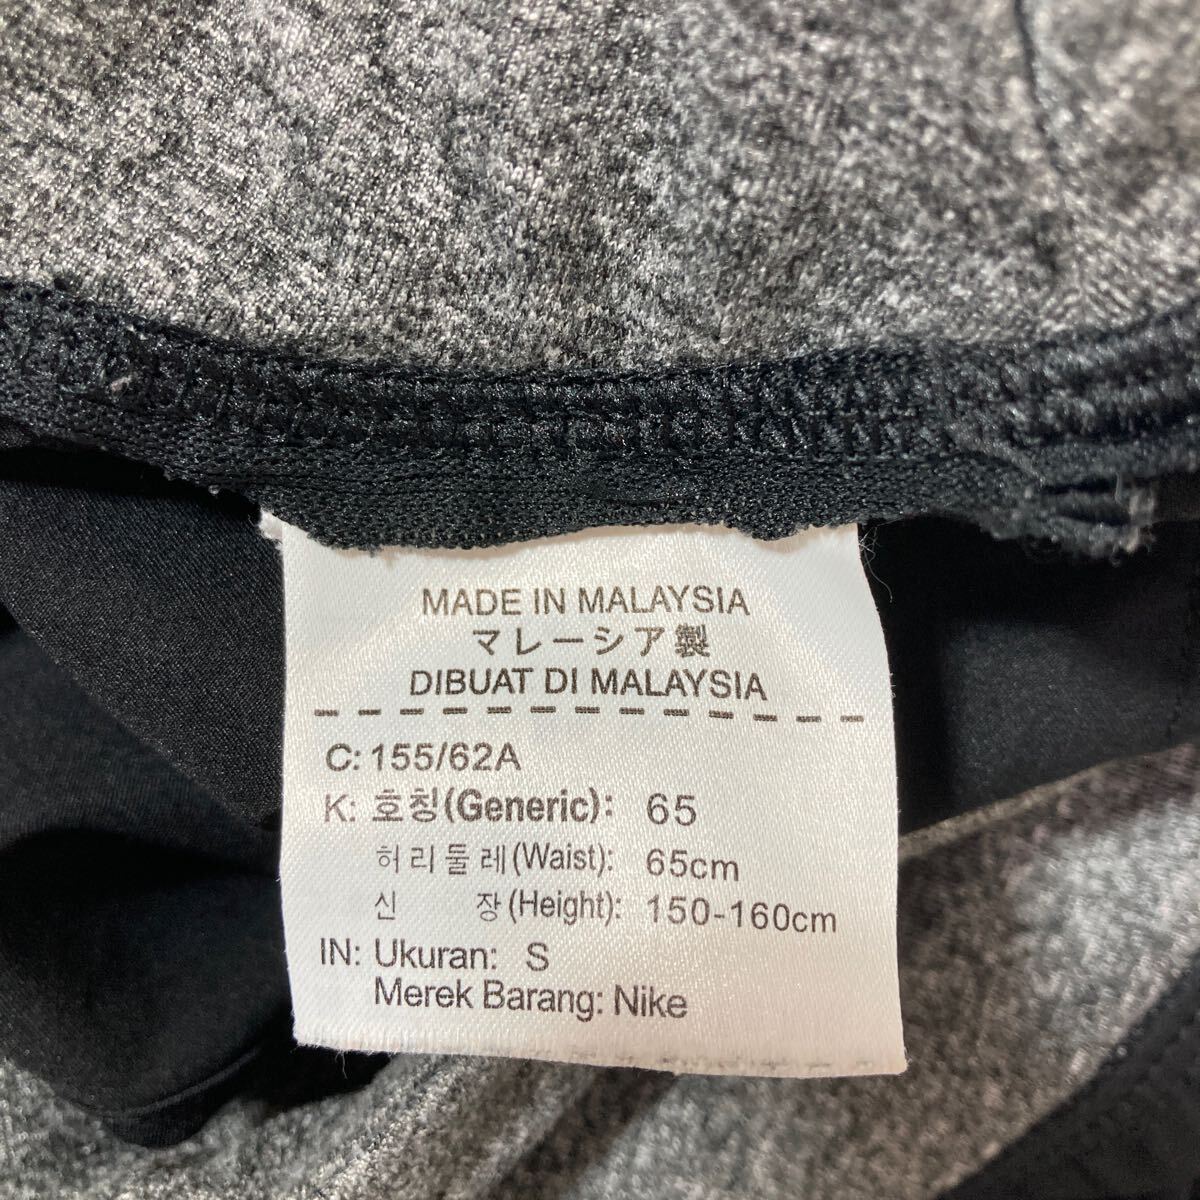 MADE IN MALAYSIA
マレーシア製
DIBUAT DI MALAYSIA
C: 155/62A
K: 호칭(Generic): 65
허리둘레(Waist): 65cm
신 장(Height): 150-160cm
IN: Ukuran: S
Merek Barang: Nike